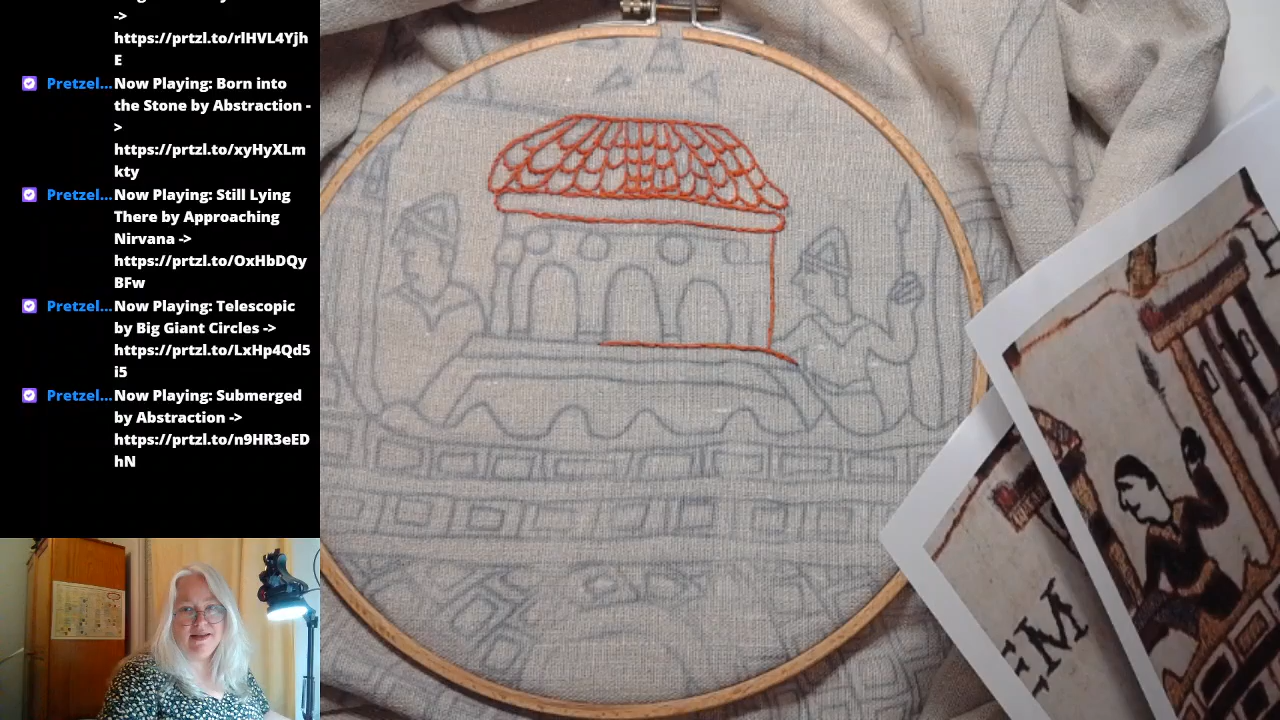 ->
https://prtzl.to/rlHVL4Yjh
E
Pretzel... Now Playing: Born into
the Stone by Abstraction -
>
https://prtzl.to/xyHyXLm
kty
Pretzel... Now Playing: Still Lying
There by Approaching
Nirvana ->
https://prtzl.to/OxHbDQy
BFw
Pretzel... Now Playing: Telescopic
by Big Giant Circles ->
https://prtzl.to/LxHp4Qd5
i5
Pretzel... Now Playing: Submerged
by Abstraction ->
https://prtzl.to/n9HR3eED
hN
EM